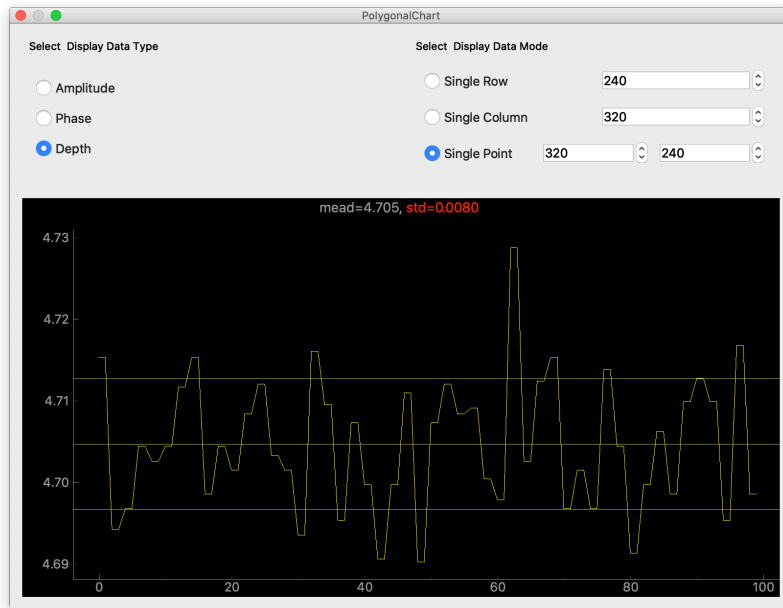 PolygonalChart
Select  Display Data Type
Amplitude
Phase
Depth
Select  Display Data Mode
Single Row 240
Single Column 320
Single Point 320 240
mead=4.705, std=0.0080
4.73
4.72
4.71
4.70
4.69
0 20 40 60 80 100